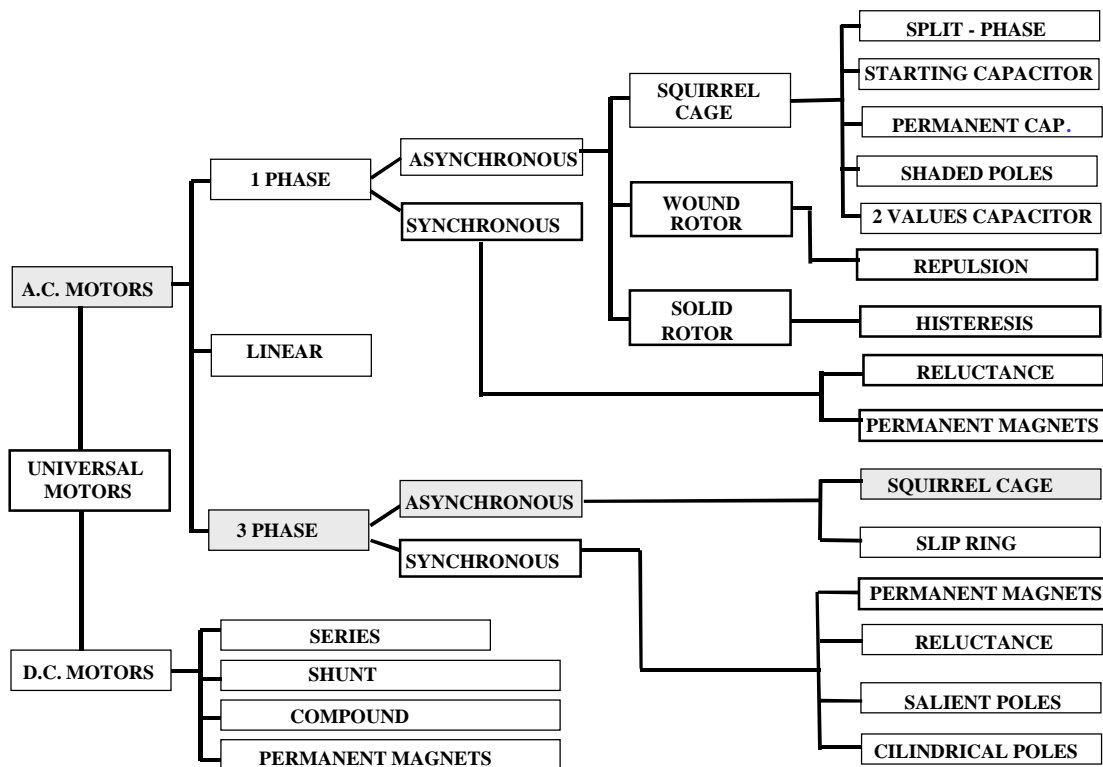 SPLIT - PHASE
STARTING CAPACITOR
SQUIRREL
CAGE
PERMANENT CAP.
ASYNCHRONOUS
SHADED POLES
1 PHASE
WOUND
ROTOR
2 VALUES CAPACITOR
SYNCHRONOUS
REPULSION
A.C. MOTORS
SOLID
ROTOR
HISTERESIS
LINEAR
RELUCTANCE
PERMANENT MAGNETS
UNIVERSAL
MOTORS
SQUIRREL CAGE
ASYNCHRONOUS
3 PHASE
SLIP RING
SYNCHRONOUS
PERMANENT MAGNETS
SERIES
RELUCTANCE
D.C. MOTORS
SHUNT
SALIENT POLES
COMPOUND
CILINDRICAL POLES
PERMANENT MAGNETS